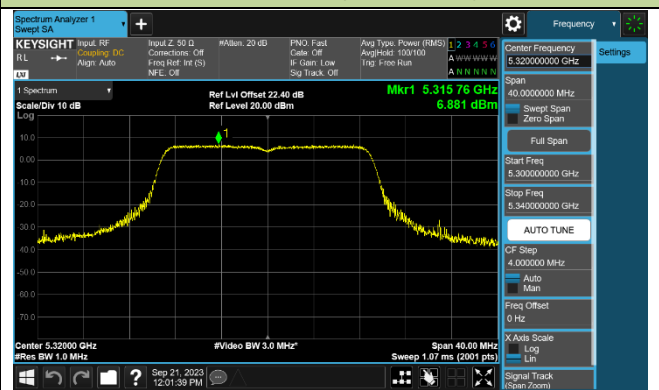 Spectrum Analyzer 1
Swept SA
+
Frequency
KEYSIGHT
Input: RF
Coupling: DC
Align: Auto
Input Z: 50 Ω
Corrections: Off
Freq Ref: Int (S)
NFE: Off
#Atten: 20 dB
PNO: Fast
Gate: Off
IF Gain: Low
Sig Track: Off
Avg Type: Power (RMS)
Avg|Hold: 100/100
Trig: Free Run
1 2 3 4 5 6
A W W W W W
A N N N N N
RL
LXI
Center Frequency
5.320000000 GHz
Settings
Span
40.0000000 MHz
Swept Span
Zero Span
Full Span
Start Freq
5.300000000 GHz
Stop Freq
5.340000000 GHz
AUTO TUNE
CF Step
4.000000 MHz
Auto
Man
Freq Offset
0 Hz
X Axis Scale
Log
Lin
Signal Track
(Span Zoom)
1 Spectrum
Scale/Div 10 dB
Log
Ref Lvl Offset 22.40 dB
Ref Level 20.00 dBm
Mkr1 5.315 76 GHz
6.881 dBm
1
10.0
0.00
-10.0
-20.0
-30.0
-40.0
-50.0
-60.0
-70.0
Center 5.32000 GHz
#Res BW 1.0 MHz
#Video BW 3.0 MHz*
Span 40.00 MHz
Sweep 1.07 ms (2001 pts)
?
Sep 21, 2023
12:01:39 PM